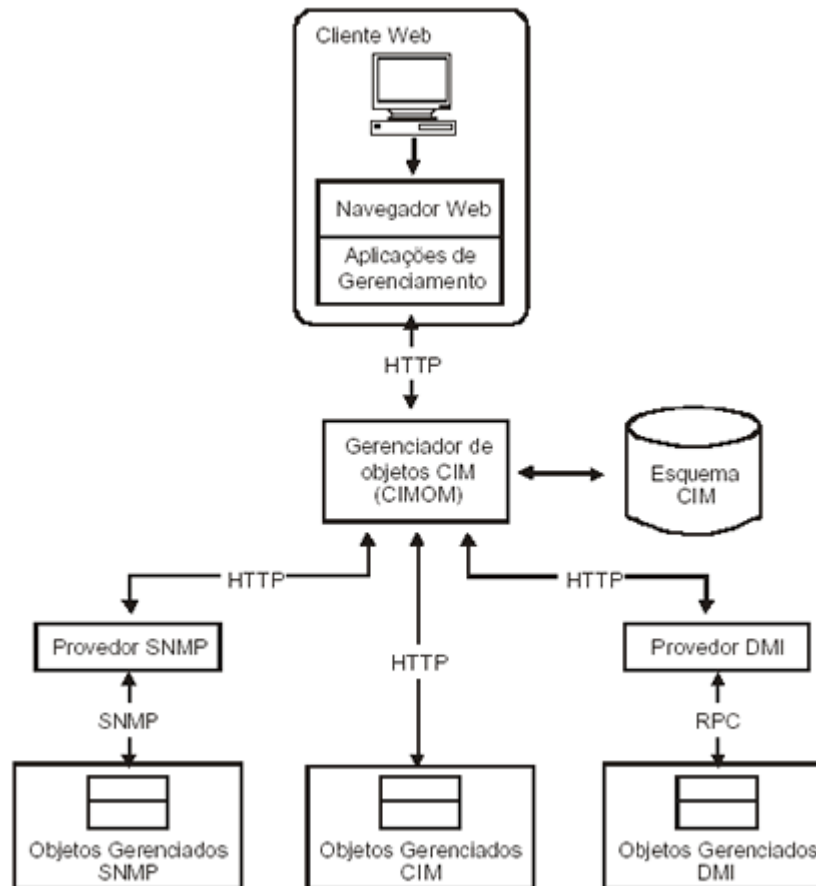 Cliente Web
Navegador Web
Aplicações de
Gerenciamento
HTTP
Gerenciador de
objetos CIM
(CIMOM)
Esquema
CIM
HTTP
HTTP
HTTP
Provedor SNMP
Provedor DMI
SNMP
RPC
Objetos Gerenciados
SNMP
Objetos Gerenciados
CIM
Objetos Gerenciados
DMI